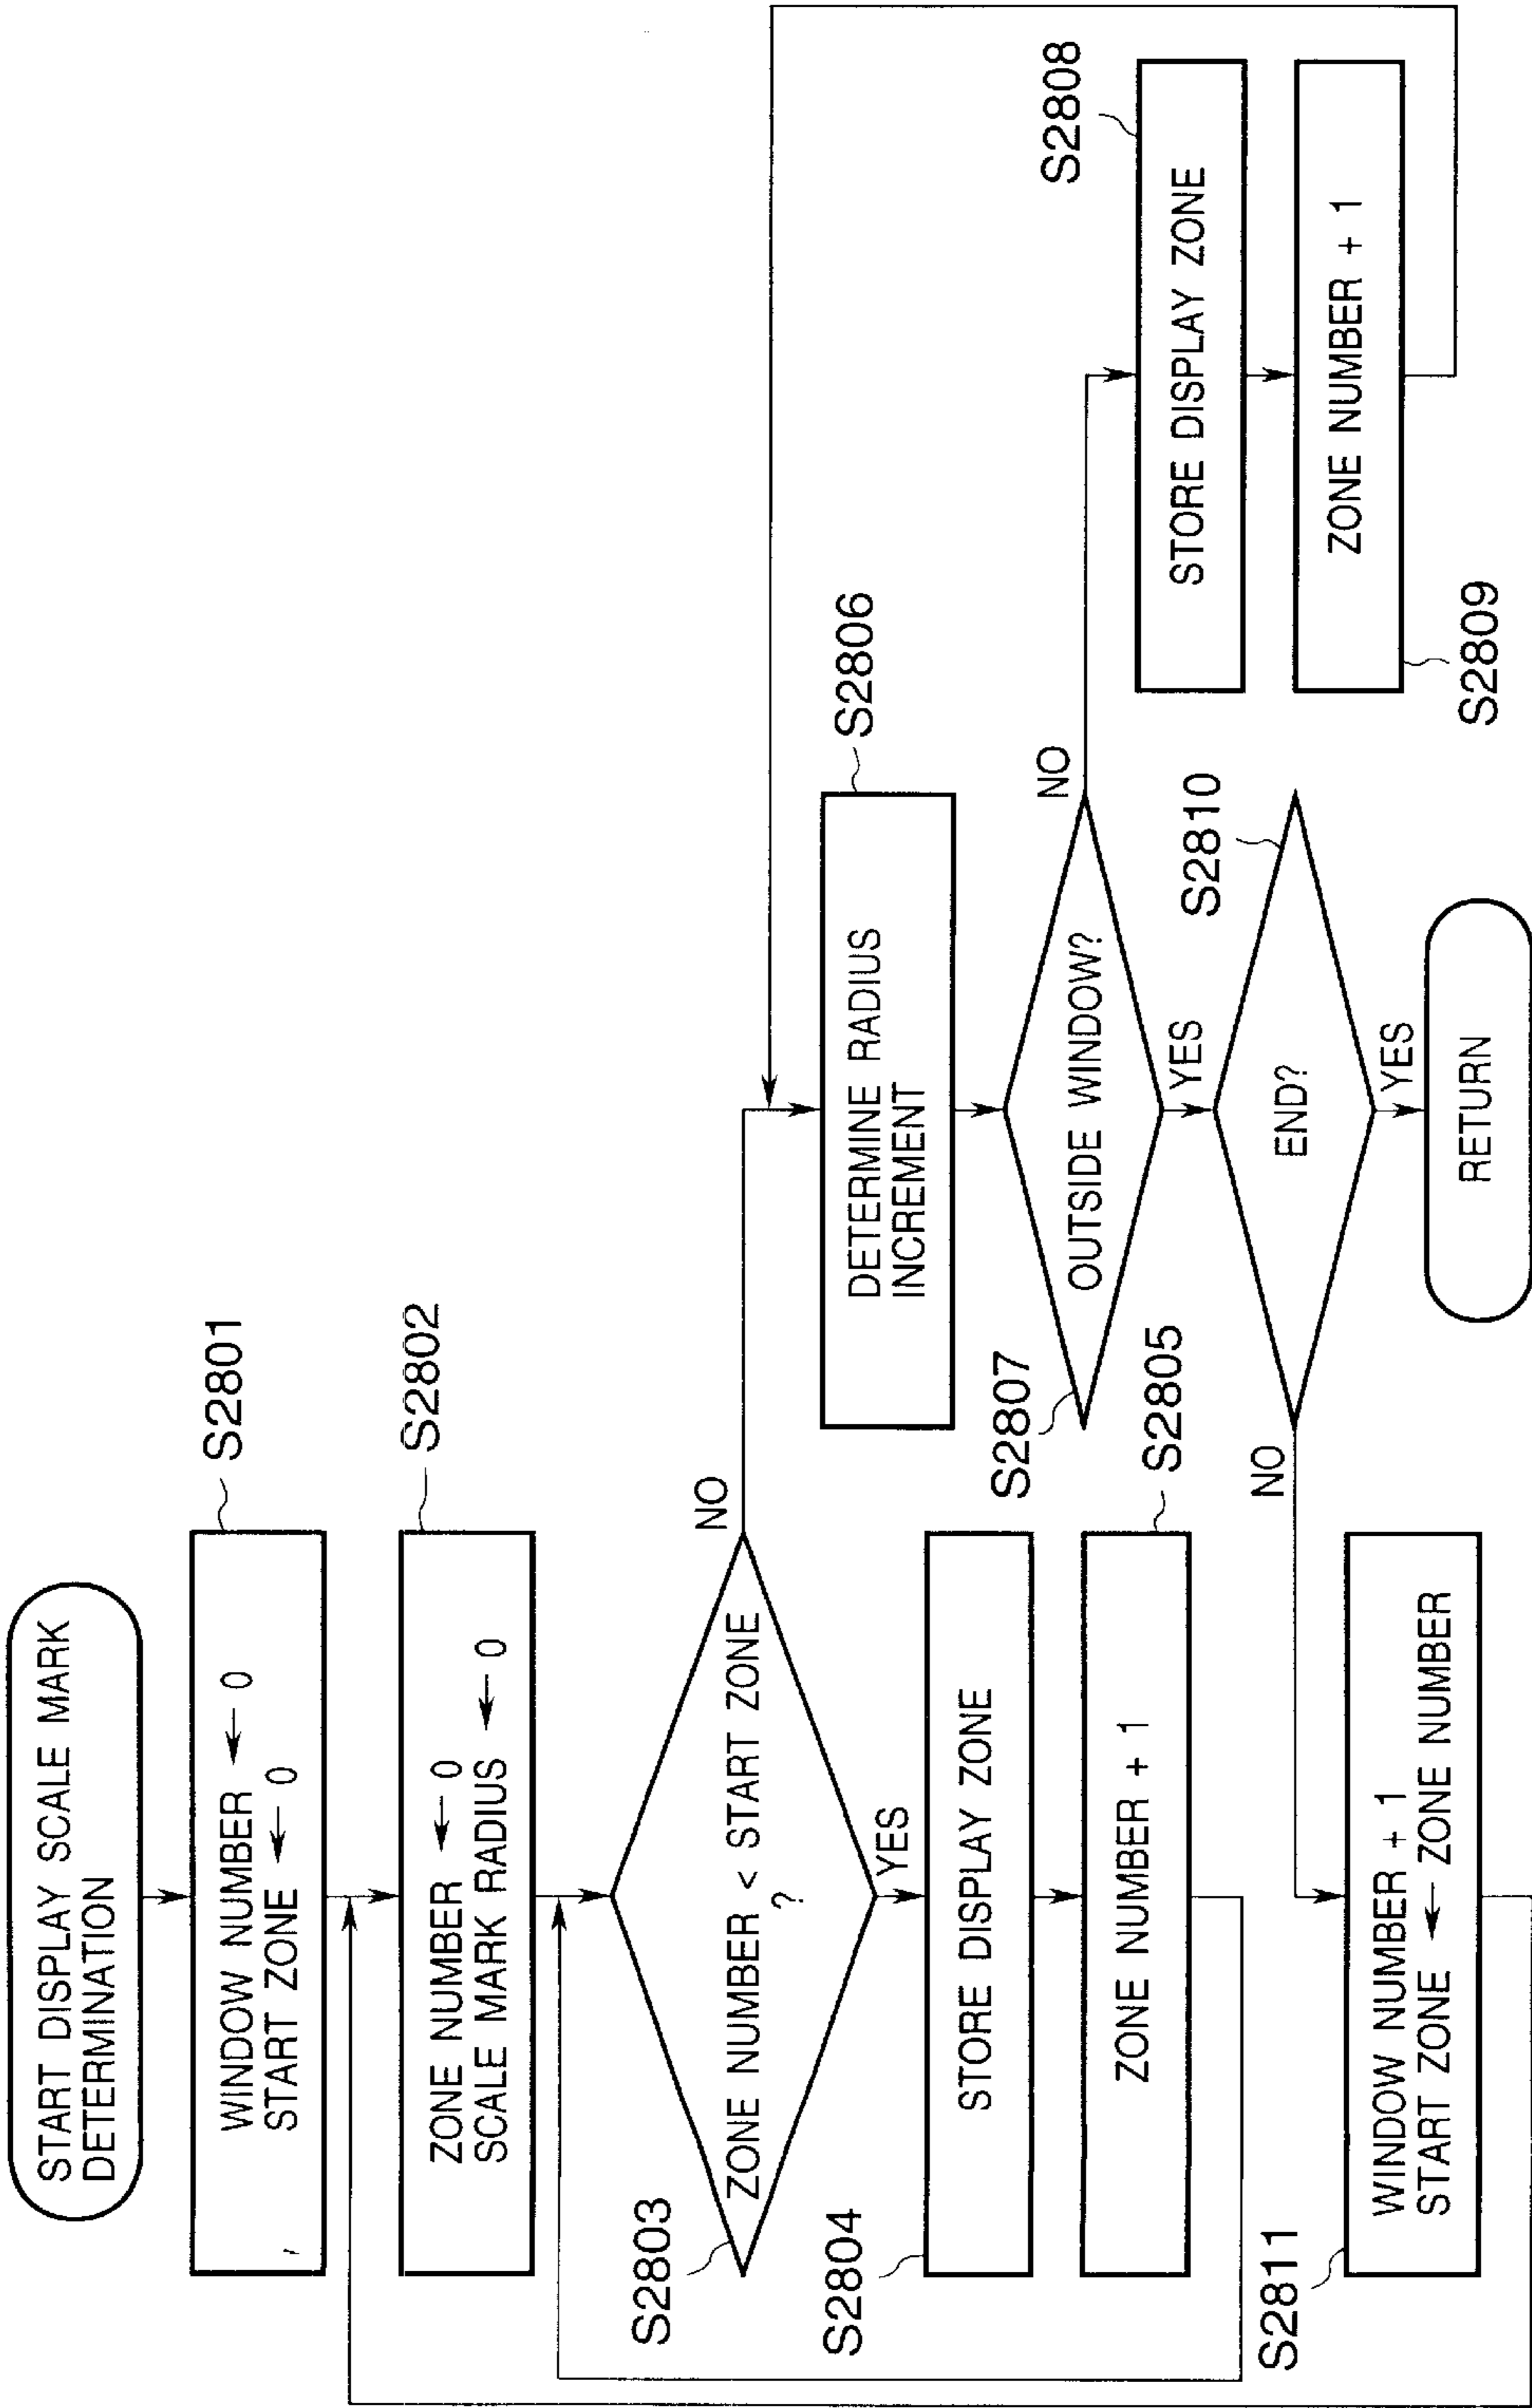 START DISPLAY SCALE MARK
DETERMINATION
S2801
WINDOW NUMBER ← 0
START ZONE ← 0
S2802
ZONE NUMBER ← 0
SCALE MARK RADIUS ← 0
S2803
ZONE NUMBER < START ZONE
?
NO
YES
S2804
STORE DISPLAY ZONE
S2805
ZONE NUMBER + 1
S2806
DETERMINE RADIUS
INCREMENT
S2807
OUTSIDE WINDOW?
NO
YES
S2808
STORE DISPLAY ZONE
S2809
ZONE NUMBER + 1
S2810
END?
NO
YES
S2811
WINDOW NUMBER + 1
START ZONE ← ZONE NUMBER
RETURN